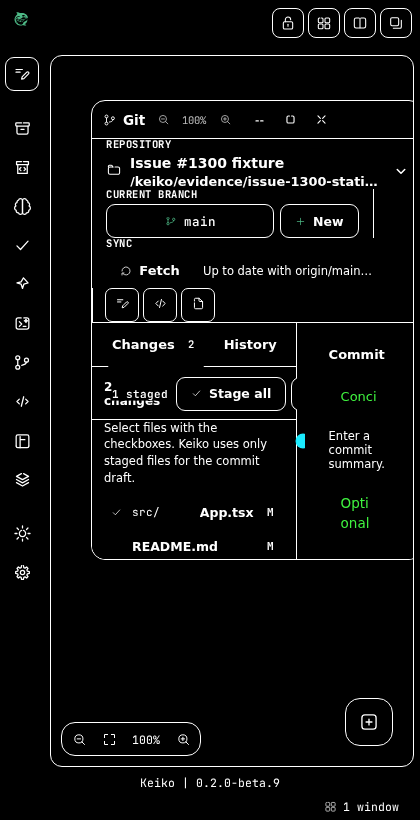 Git 100% --
REPOSITORY
Issue #1300 fixture
/keiko/evidence/issue-1300-stati...
CURRENT BRANCH
main
New
SYNC
Fetch Up to date with origin/main...
Changes 2 History
2 changes
1 staged
Stage all
Select files with the
checkboxes. Keiko uses only
staged files for the commit
draft.
src/ App.tsx M
README.md M
Commit
Conci
Enter a
commit
summary.
Opti
onal
100%
Keiko | 0.2.0-beta.9
1 window